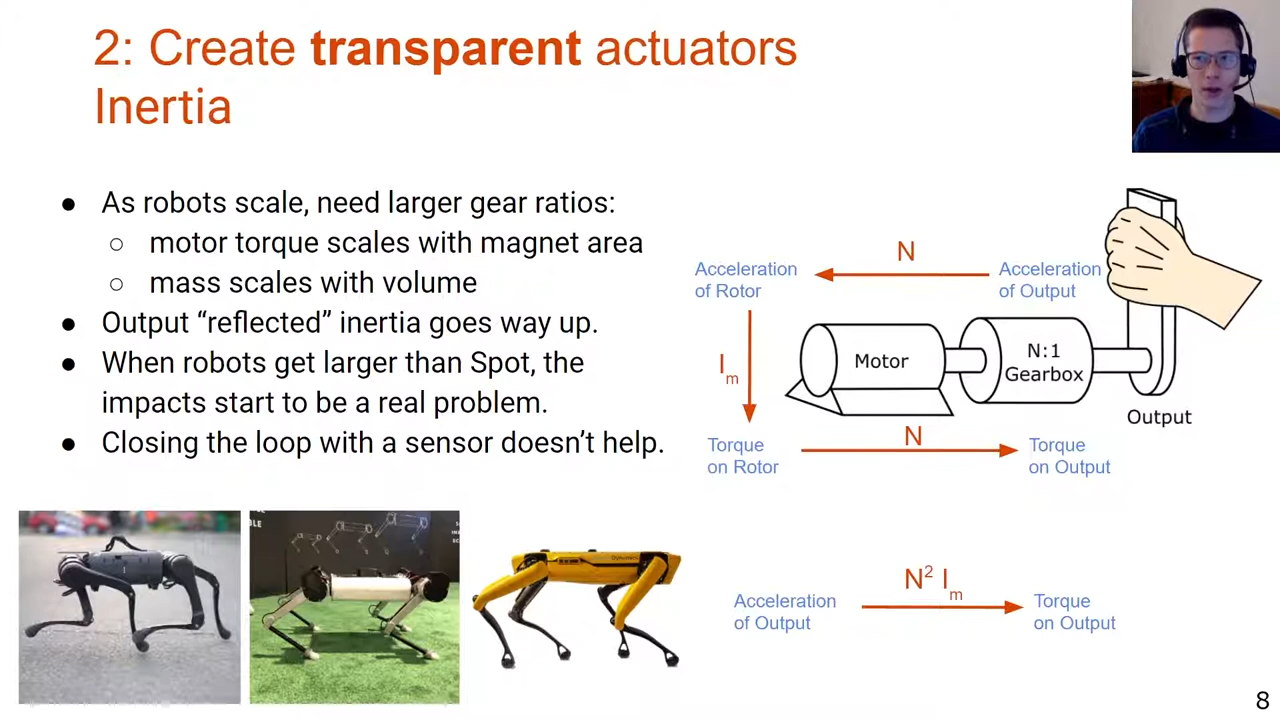 2: Create transparent actuators
Inertia
● As robots scale, need larger gear ratios:
○ motor torque scales with magnet area
○ mass scales with volume
● Output “reflected” inertia goes way up.
● When robots get larger than Spot, the
impacts start to be a real problem.
● Closing the loop with a sensor doesn’t help.
N
Acceleration
of Rotor
Acceleration
of Output
Motor
N:1
Gearbox
Iₘ
Output
N
Torque
on Rotor
Torque
on Output
N² Iₘ
Acceleration
of Output
Torque
on Output
8